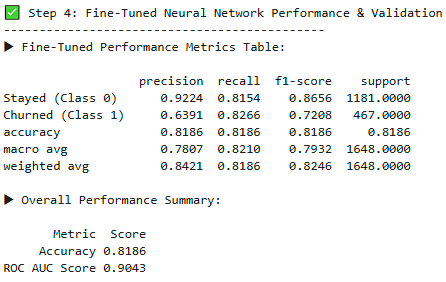 ✅ Step 4: Fine-Tuned Neural Network Performance & Validation
-------------------------------------------
▶ Fine-Tuned Performance Metrics Table:
precision recall f1-score support
Stayed (Class 0) 0.9224 0.8154 0.8656 1181.0000
Churned (Class 1) 0.6391 0.8266 0.7208 467.0000
accuracy 0.8186 0.8186 0.8186 0.8186
macro avg 0.7807 0.8210 0.7932 1648.0000
weighted avg 0.8421 0.8186 0.8246 1648.0000
▶ Overall Performance Summary:
Metric Score
Accuracy 0.8186
ROC AUC Score 0.9043